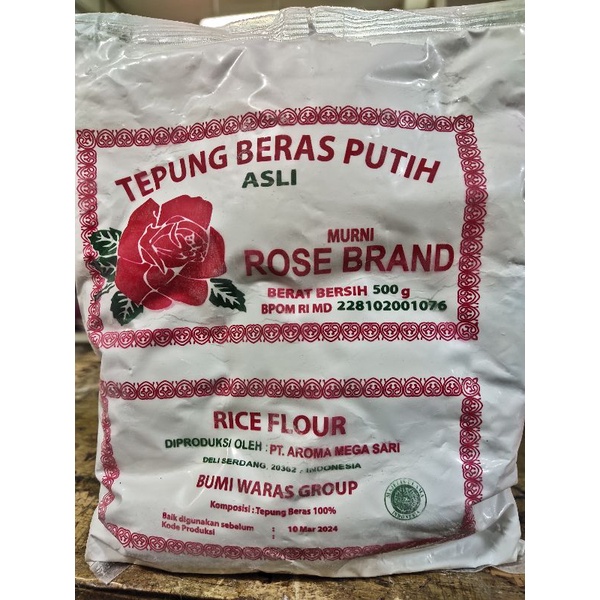 TEPUNG BERAS PUTIH
ASLI
MURNI
ROSE BRAND
BERAT BERSIH 500 g
BPOM RI MD 228102001076
RICE FLOUR
DIPRODUKSI OLEH : PT. AROMA MEGA SARI
DELI SERDANG, 20362 - INDONESIA
BUMI WARAS GROUP
Komposisi : Tepung Beras 100%
Baik digunakan sebelum : 10 Mar 2024
Kode Produksi :